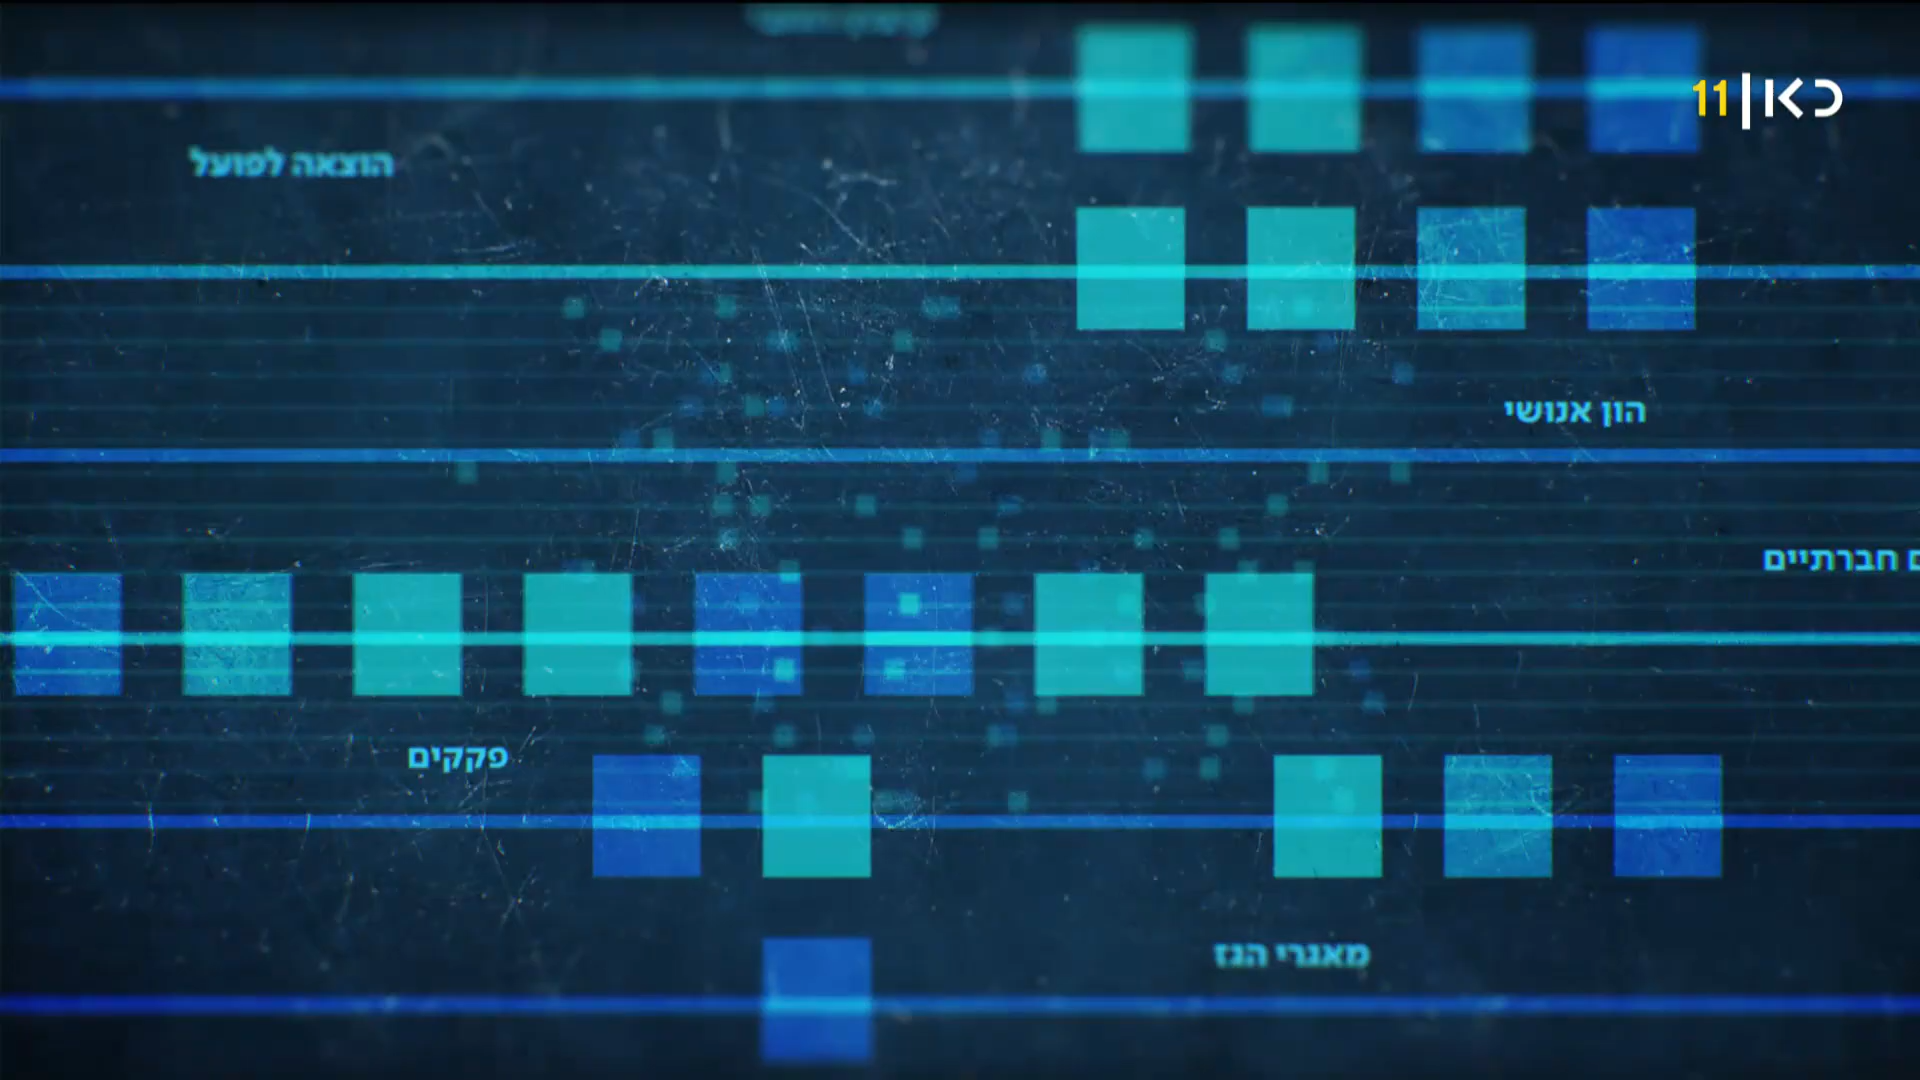 כאן 11
הוצאה לפועל
הון אנושי
חברתיים
פקקים
מאגרי הגז